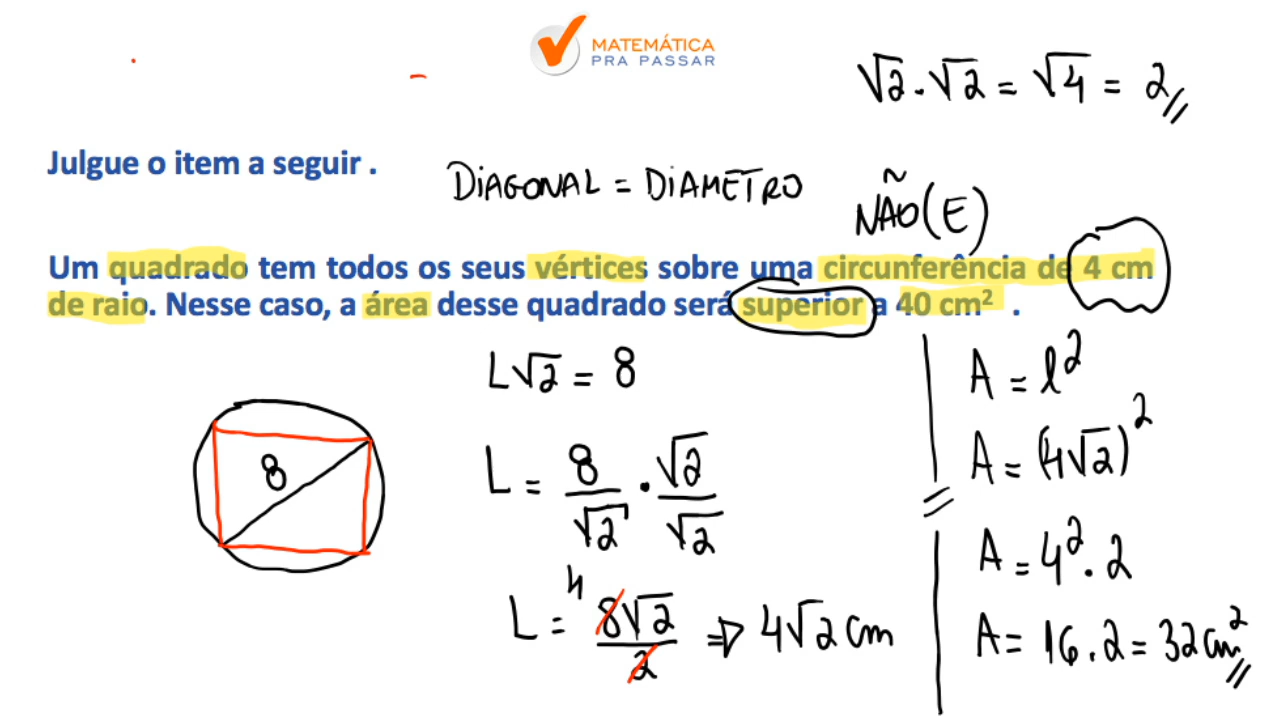 MATEMÁTICA
PRA PASSAR
√2 . √2 = √4 = 2
Julgue o item a seguir .
DIAGONAL = DIAMETRO
NÃO (E)
Um quadrado tem todos os seus vértices sobre uma circunferência de 4 cm
de raio. Nesse caso, a área desse quadrado será superior a 40 cm² .
8
L√2 = 8
L = 8/√2 . √2/√2
L = 4 8√2/2 ⇒ 4√2 cm
A = l²
A = (4√2)²
A = 4² . 2
A = 16 . 2 = 32 cm²